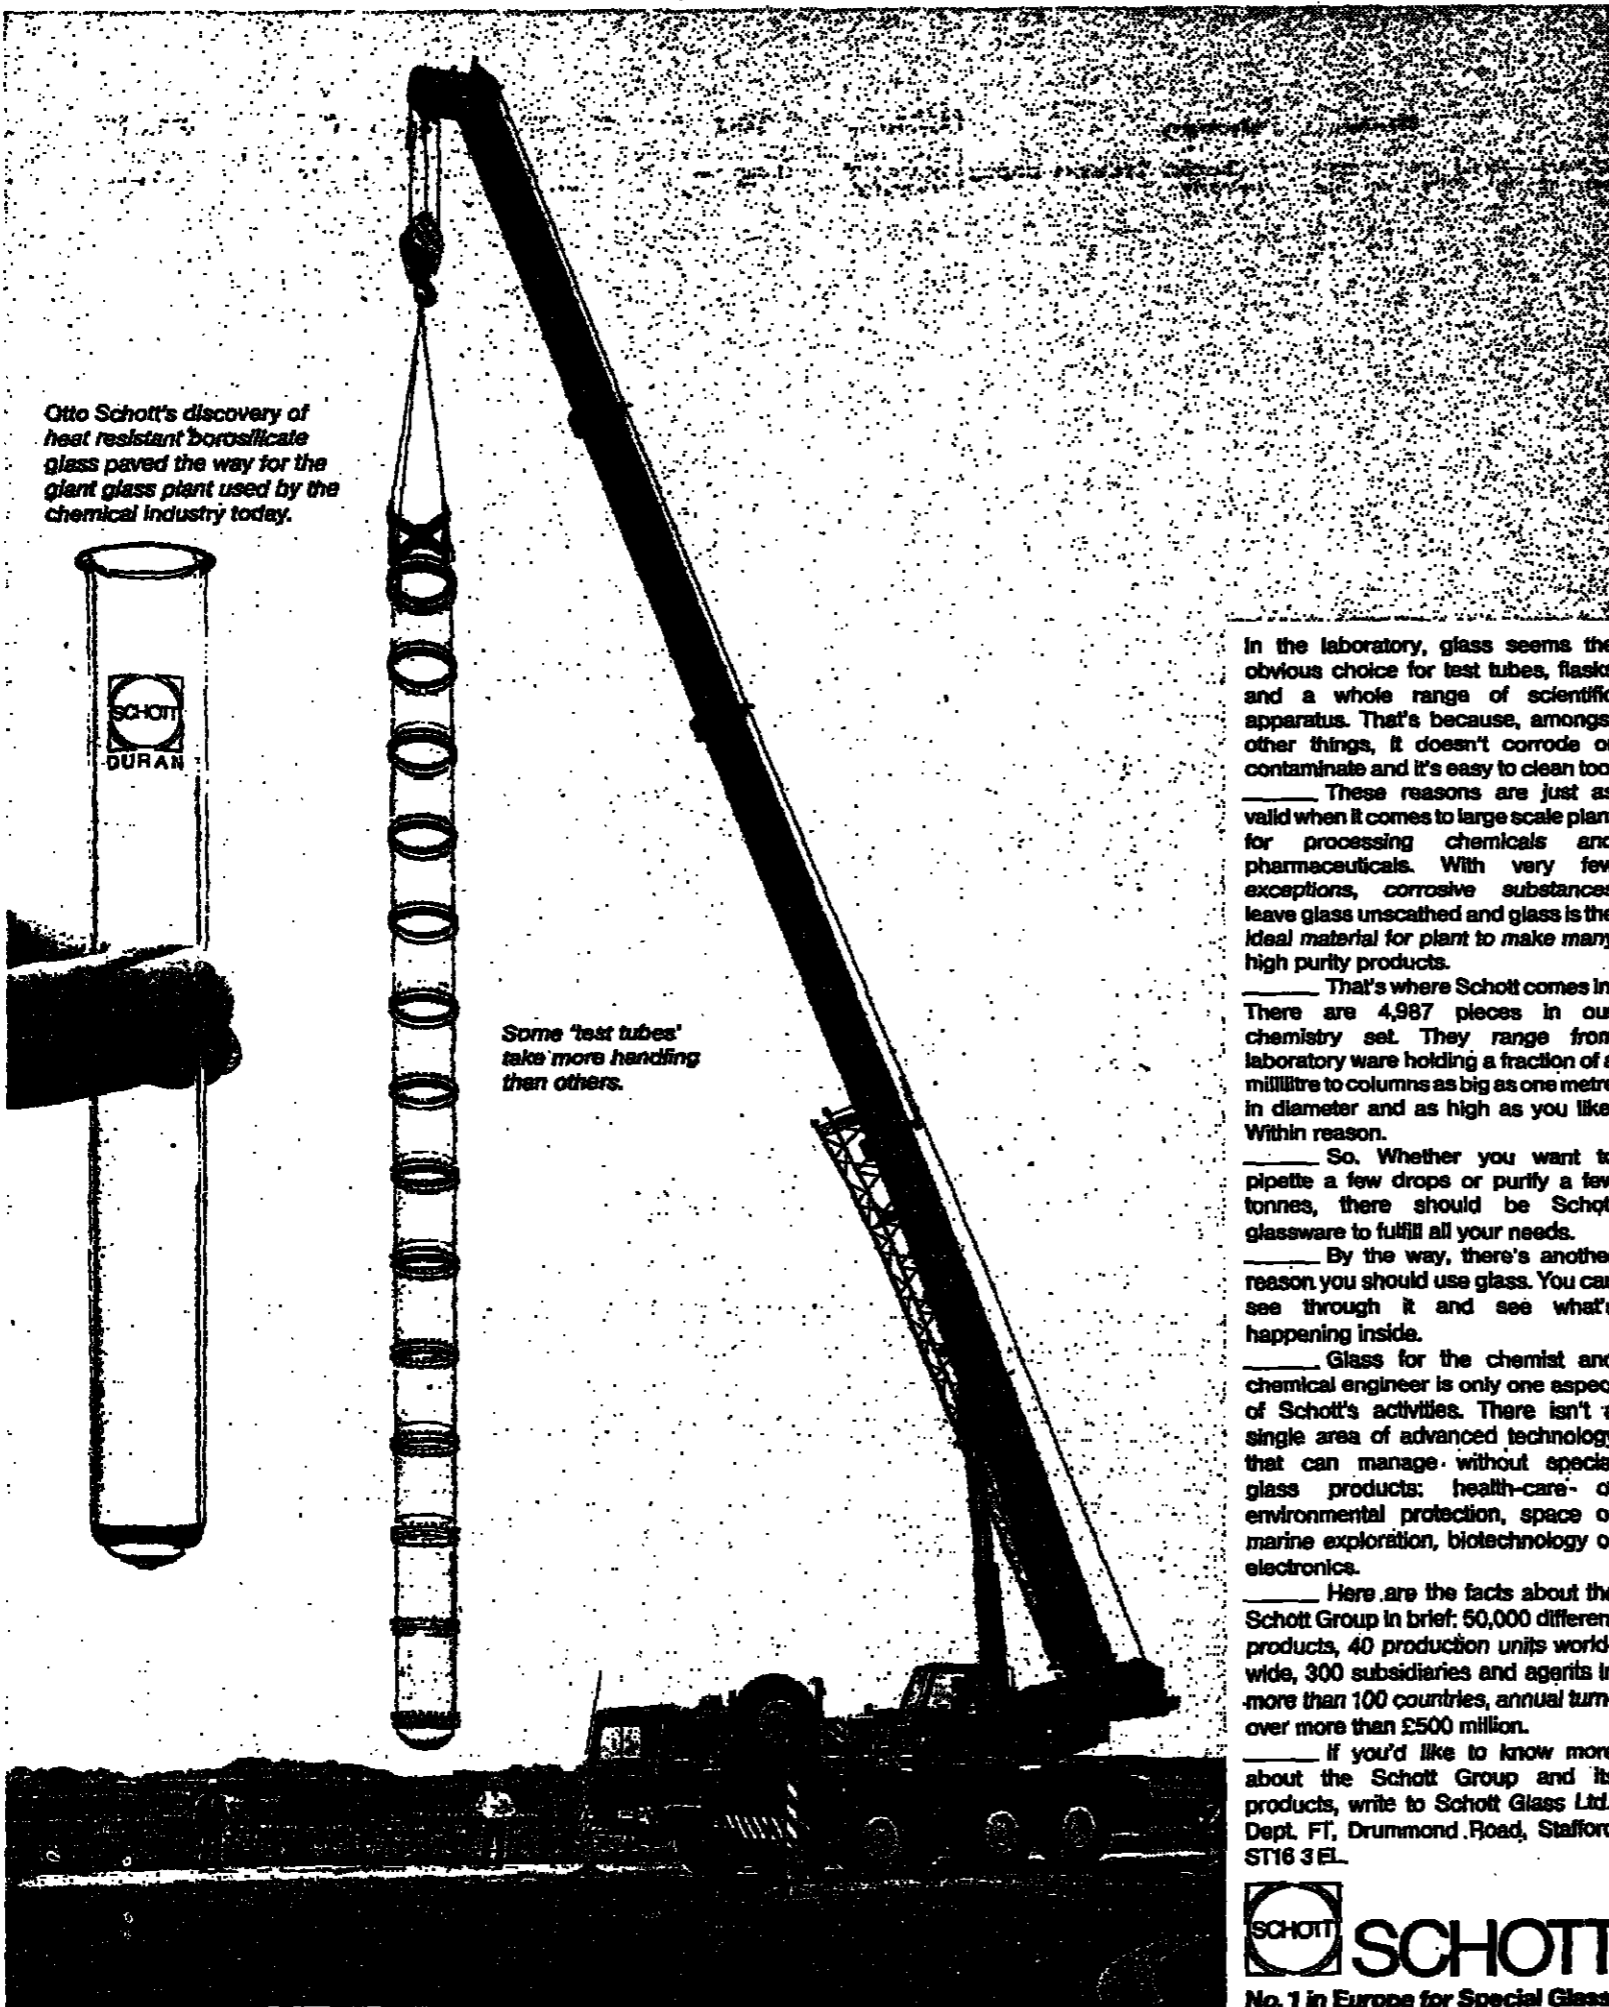 Otto Schott's discovery of
heat resistant borosilicate
glass paved the way for the
giant glass plant used by the
chemical industry today.
SCHOTT
DURAN
Some 'test tubes'
take more handling
than others.
In the laboratory, glass seems the
obvious choice for test tubes, flasks
and a whole range of scientific
apparatus. That's because, amongs
other things, it doesn't corrode or
contaminate and it's easy to clean too
These reasons are just as
valid when it comes to large scale plan
for processing chemicals and
pharmaceuticals. With very few
exceptions, corrosive substances
leave glass unscathed and glass is the
ideal material for plant to make many
high purity products.
That's where Schott comes in
There are 4,987 pieces in our
chemistry set. They range from
laboratory ware holding a fraction of a
millilitre to columns as big as one metre
in diameter and as high as you like
Within reason.
So. Whether you want to
pipette a few drops or purify a few
tonnes, there should be Schot
glassware to fulfill all your needs.
By the way, there's another
reason you should use glass. You can
see through it and see what's
happening inside.
Glass for the chemist and
chemical engineer is only one aspec
of Schott's activities. There isn't a
single area of advanced technology
that can manage without specia
glass products: health-care- or
environmental protection, space or
marine exploration, biotechnology or
electronics.
Here are the facts about the
Schott Group in brief: 50,000 differen
products, 40 production units world-
wide, 300 subsidiaries and agents in
more than 100 countries, annual turn-
over more than £500 million.
If you'd like to know more
about the Schott Group and its
products, write to Schott Glass Ltd.
Dept. FT, Drummond Road, Stafford
ST16 3EL.
SCHOTT
SCHOTT
No. 1 in Europe for Special Glass